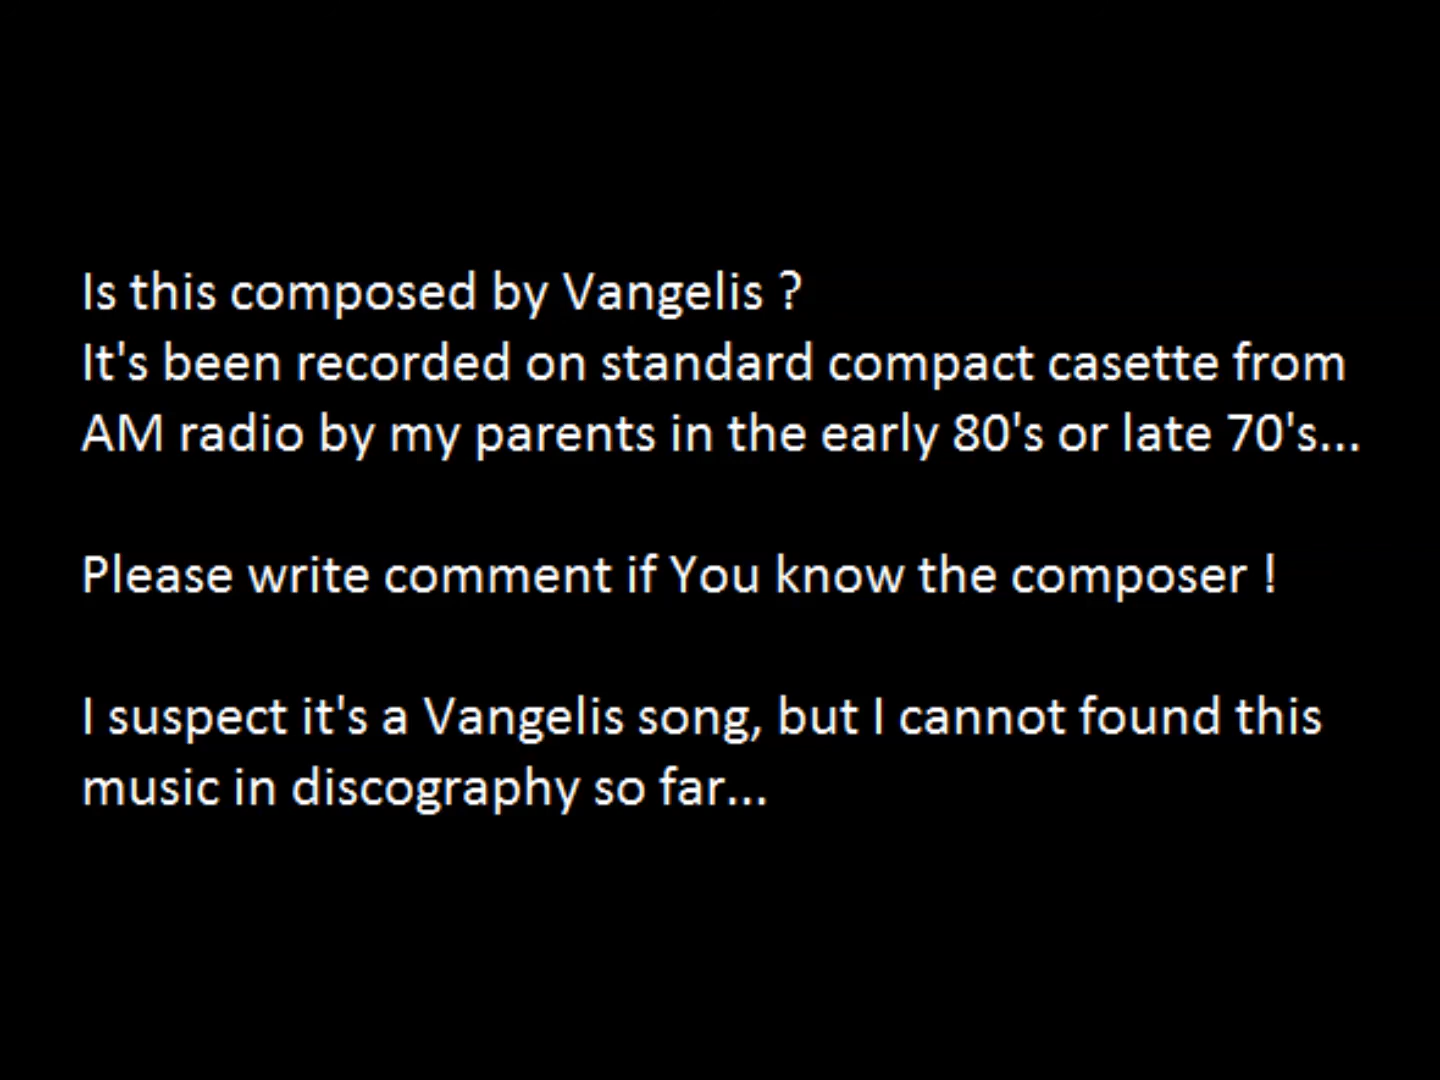 Is this composed by Vangelis ?
It's been recorded on standard compact casette from
AM radio by my parents in the early 80's or late 70's...
Please write comment if You know the composer !
I suspect it's a Vangelis song, but I cannot found this
music in discography so far...